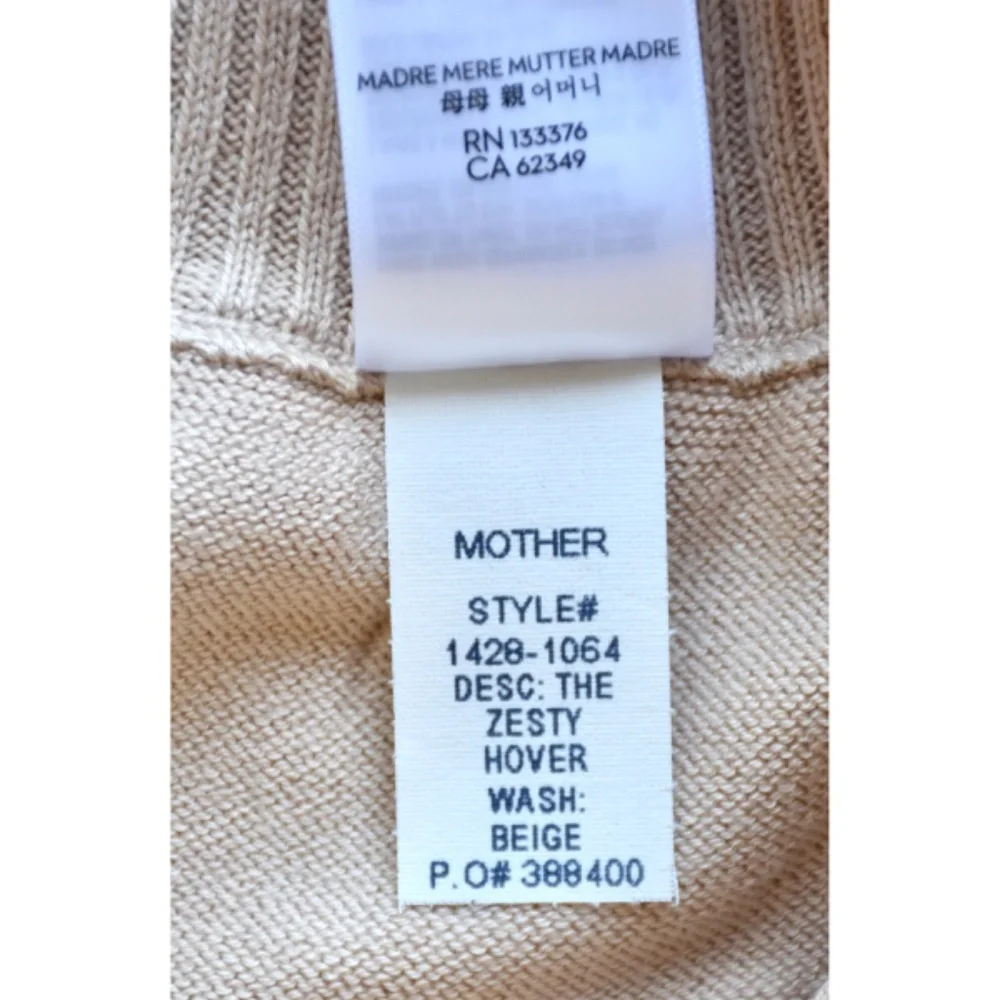 MADRE MERE MUTTER MADRE
母母 親 어머니
RN 133376
CA 62349
MOTHER
STYLE#
1428-1064
DESC: THE
ZESTY
HOVER
WASH:
BEIGE
P.O# 388400